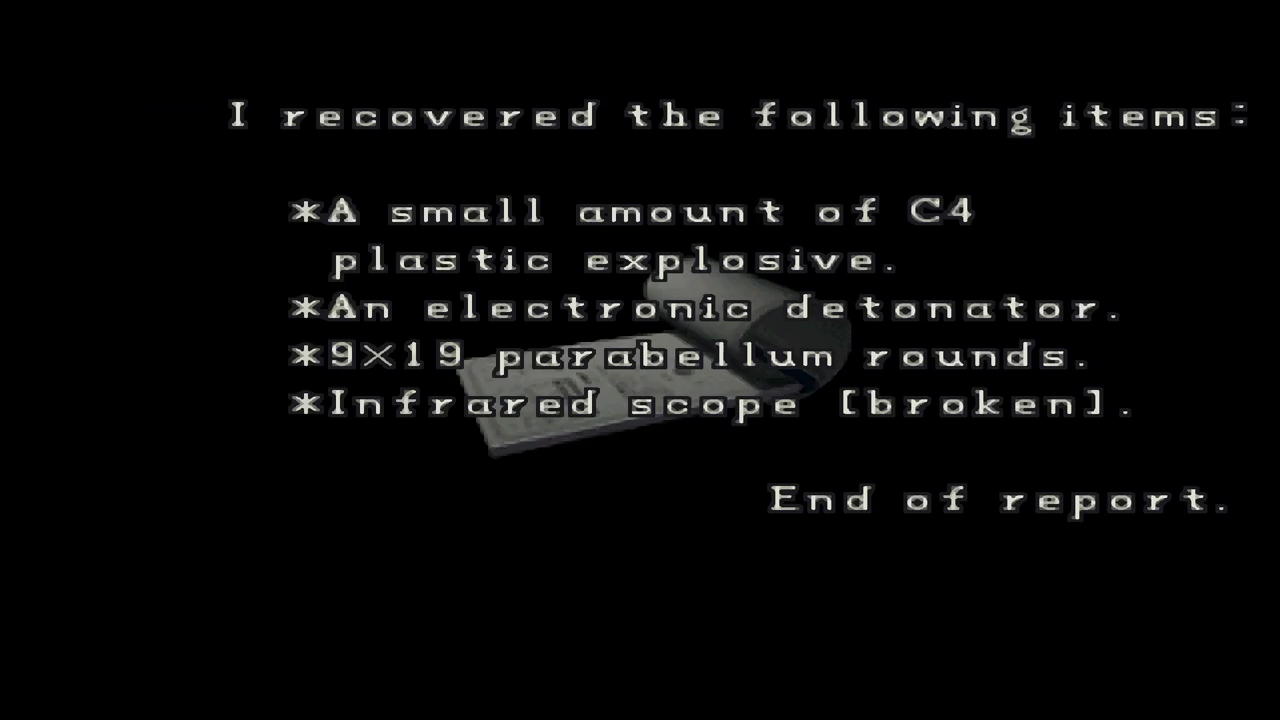 I recovered the following items:
*A small amount of C4
plastic explosive.
*An electronic detonator.
*9×19 parabellum rounds.
*Infrared scope [broken].
End of report.